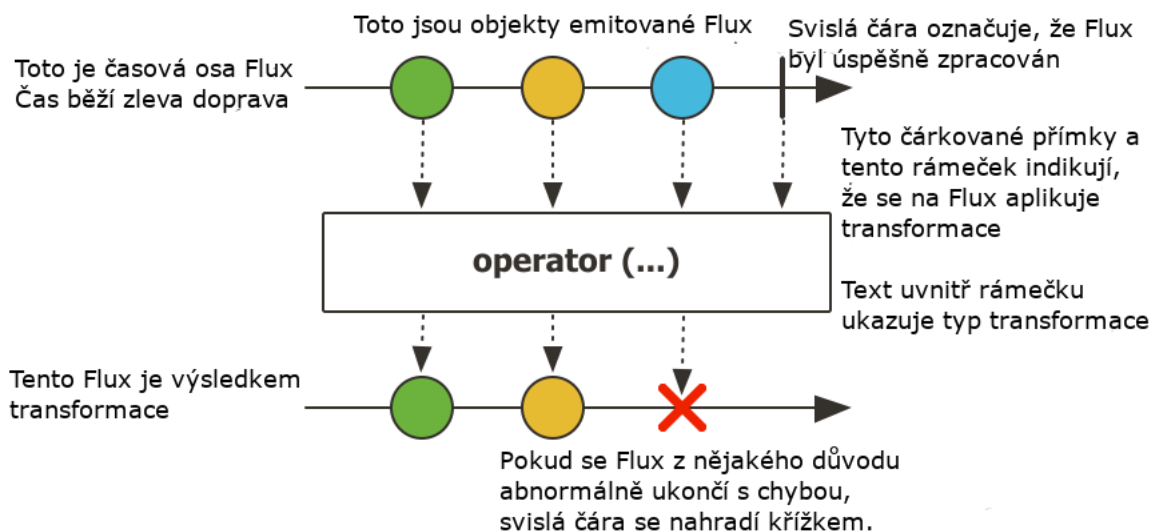 Toto jsou objekty emitované Flux
Svislá čára označuje, že Flux
byl úspěšně zpracován
Toto je časová osa Flux
Čas běží zleva doprava
Tyto čárkované přímky a
tento rámeček indikují,
že se na Flux aplikuje
transformace
operator (...)
Text uvnitř rámečku
ukazuje typ transformace
Tento Flux je výsledkem
transformace
Pokud se Flux z nějakého důvodu
abnormálně ukončí s chybou,
svislá čára se nahradí křížkem.